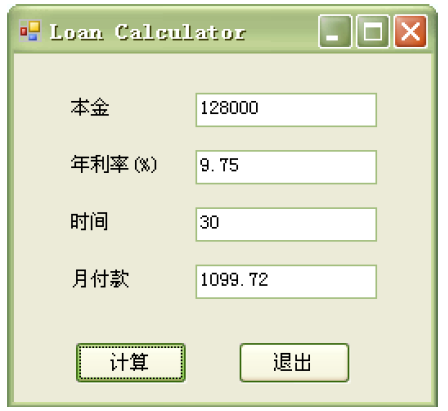 Loan Calculator
本金 128000
年利率(%) 9.75
时间 30
月付款 1099.72
计算 退出